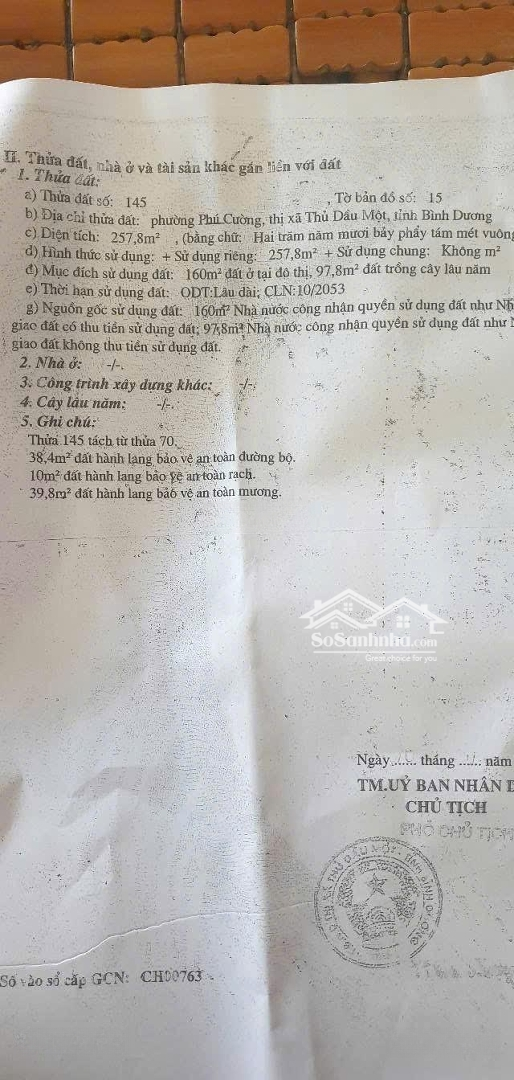 II. Thửa đất, nhà ở và tài sản khác gắn liền với đất
1. Thửa đất:
a) Thửa đất số: 145 , Tờ bản đồ số: 15
b) Địa chỉ thửa đất: phường Phú Cường, thị xã Thủ Dầu Một, tỉnh Bình Dương
c) Diện tích: 257,8m² , (bằng chữ: Hai trăm năm mươi bảy phẩy tám mét vuông
d) Hình thức sử dụng: + Sử dụng riêng: 257,8m² + Sử dụng chung: Không m²
đ) Mục đích sử dụng đất: 160m² đất ở tại đô thị, 97,8m² đất trồng cây lâu năm
e) Thời hạn sử dụng đất: ODT:Lâu dài; CLN:10/2053
g) Nguồn gốc sử dụng đất: 160m² Nhà nước công nhận quyền sử dụng đất như
giao đất có thu tiền sử dụng đất; 97,8m² Nhà nước công nhận quyền sử dụng đất như
giao đất không thu tiền sử dụng đất.
2. Nhà ở: -/-.
3. Công trình xây dựng khác: -/-.
4. Cây lâu năm: -/-.
5. Ghi chú:
Thửa 145 tách từ thửa 70.
38,4m² đất hành lang bảo vệ an toàn đường bộ.
10m² đất hành lang bảo vệ an toàn rạch.
39,8m² đất hành lang bảo vệ an toàn mương.
SoSanhnha.com
Great choice for you
Ngày...... tháng ..... năm
TM.UỶ BAN NHÂN D
CHỦ TỊCH
PHÓ CHỦ TỊCH
Số vào sổ cấp GCN: CH00763